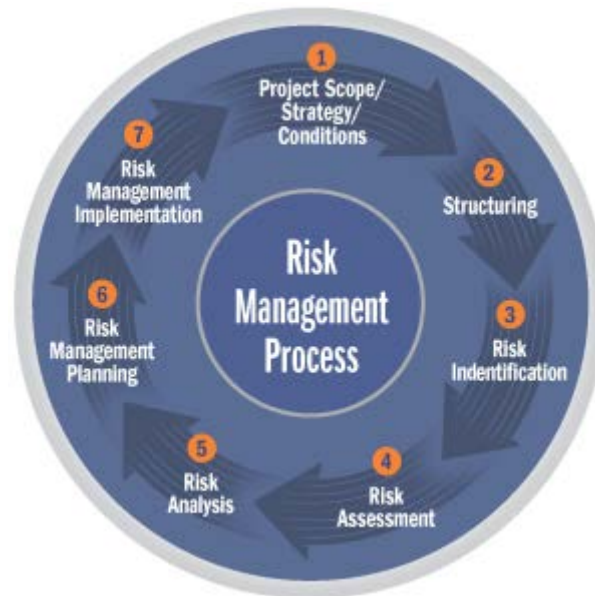 1
Project Scope/
Strategy/
Conditions
2
Structuring
3
Risk
Indentification
4
Risk
Assessment
5
Risk
Analysis
6
Risk
Management
Planning
7
Risk
Management
Implementation
Risk
Management
Process